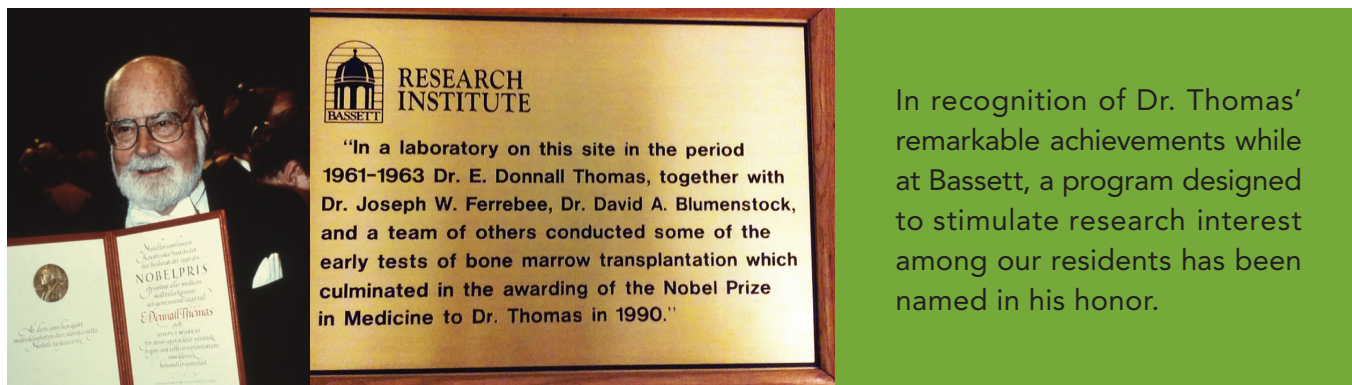 NOBELPRIS
E Donnall Thomas
BASSETT
RESEARCH
INSTITUTE
"In a laboratory on this site in the period
1961-1963 Dr. E. Donnall Thomas, together with
Dr. Joseph W. Ferrebee, Dr. David A. Blumenstock,
and a team of others conducted some of the
early tests of bone marrow transplantation which
culminated in the awarding of the Nobel Prize
in Medicine to Dr. Thomas in 1990."
In recognition of Dr. Thomas’
remarkable achievements while
at Bassett, a program designed
to stimulate research interest
among our residents has been
named in his honor.